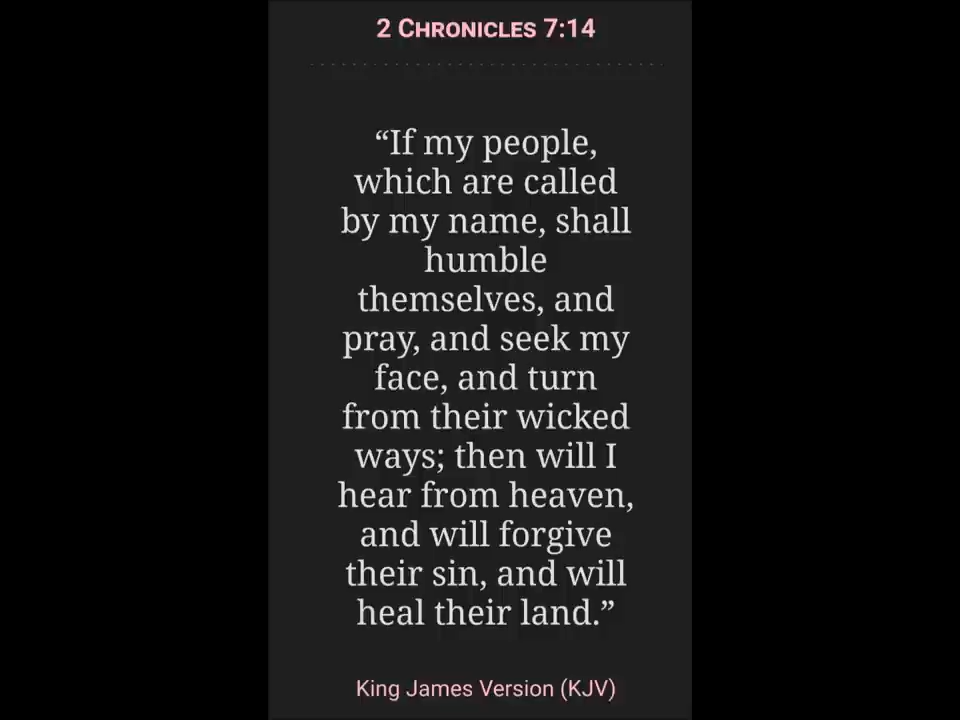 2 Chronicles 7:14
“If my people,
which are called
by my name, shall
humble
themselves, and
pray, and seek my
face, and turn
from their wicked
ways; then will I
hear from heaven,
and will forgive
their sin, and will
heal their land.”
King James Version (KJV)